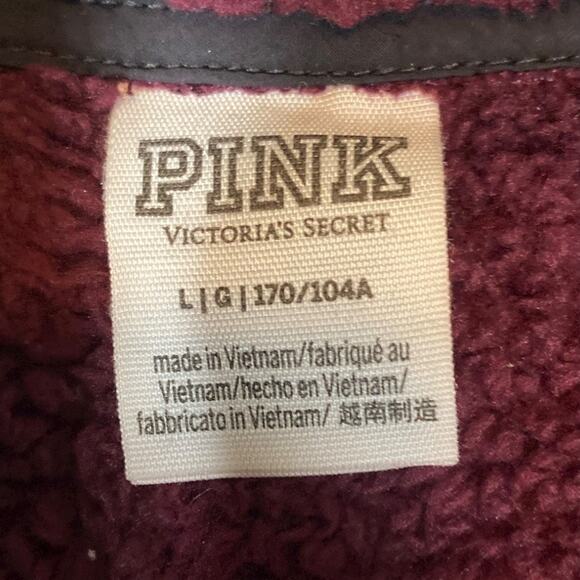 PINK
VICTORIA'S SECRET
L | G | 170/104A
made in Vietnam/fabriqué au
Vietnam/hecho en Vietnam/
fabbricato in Vietnam/ 越南制造